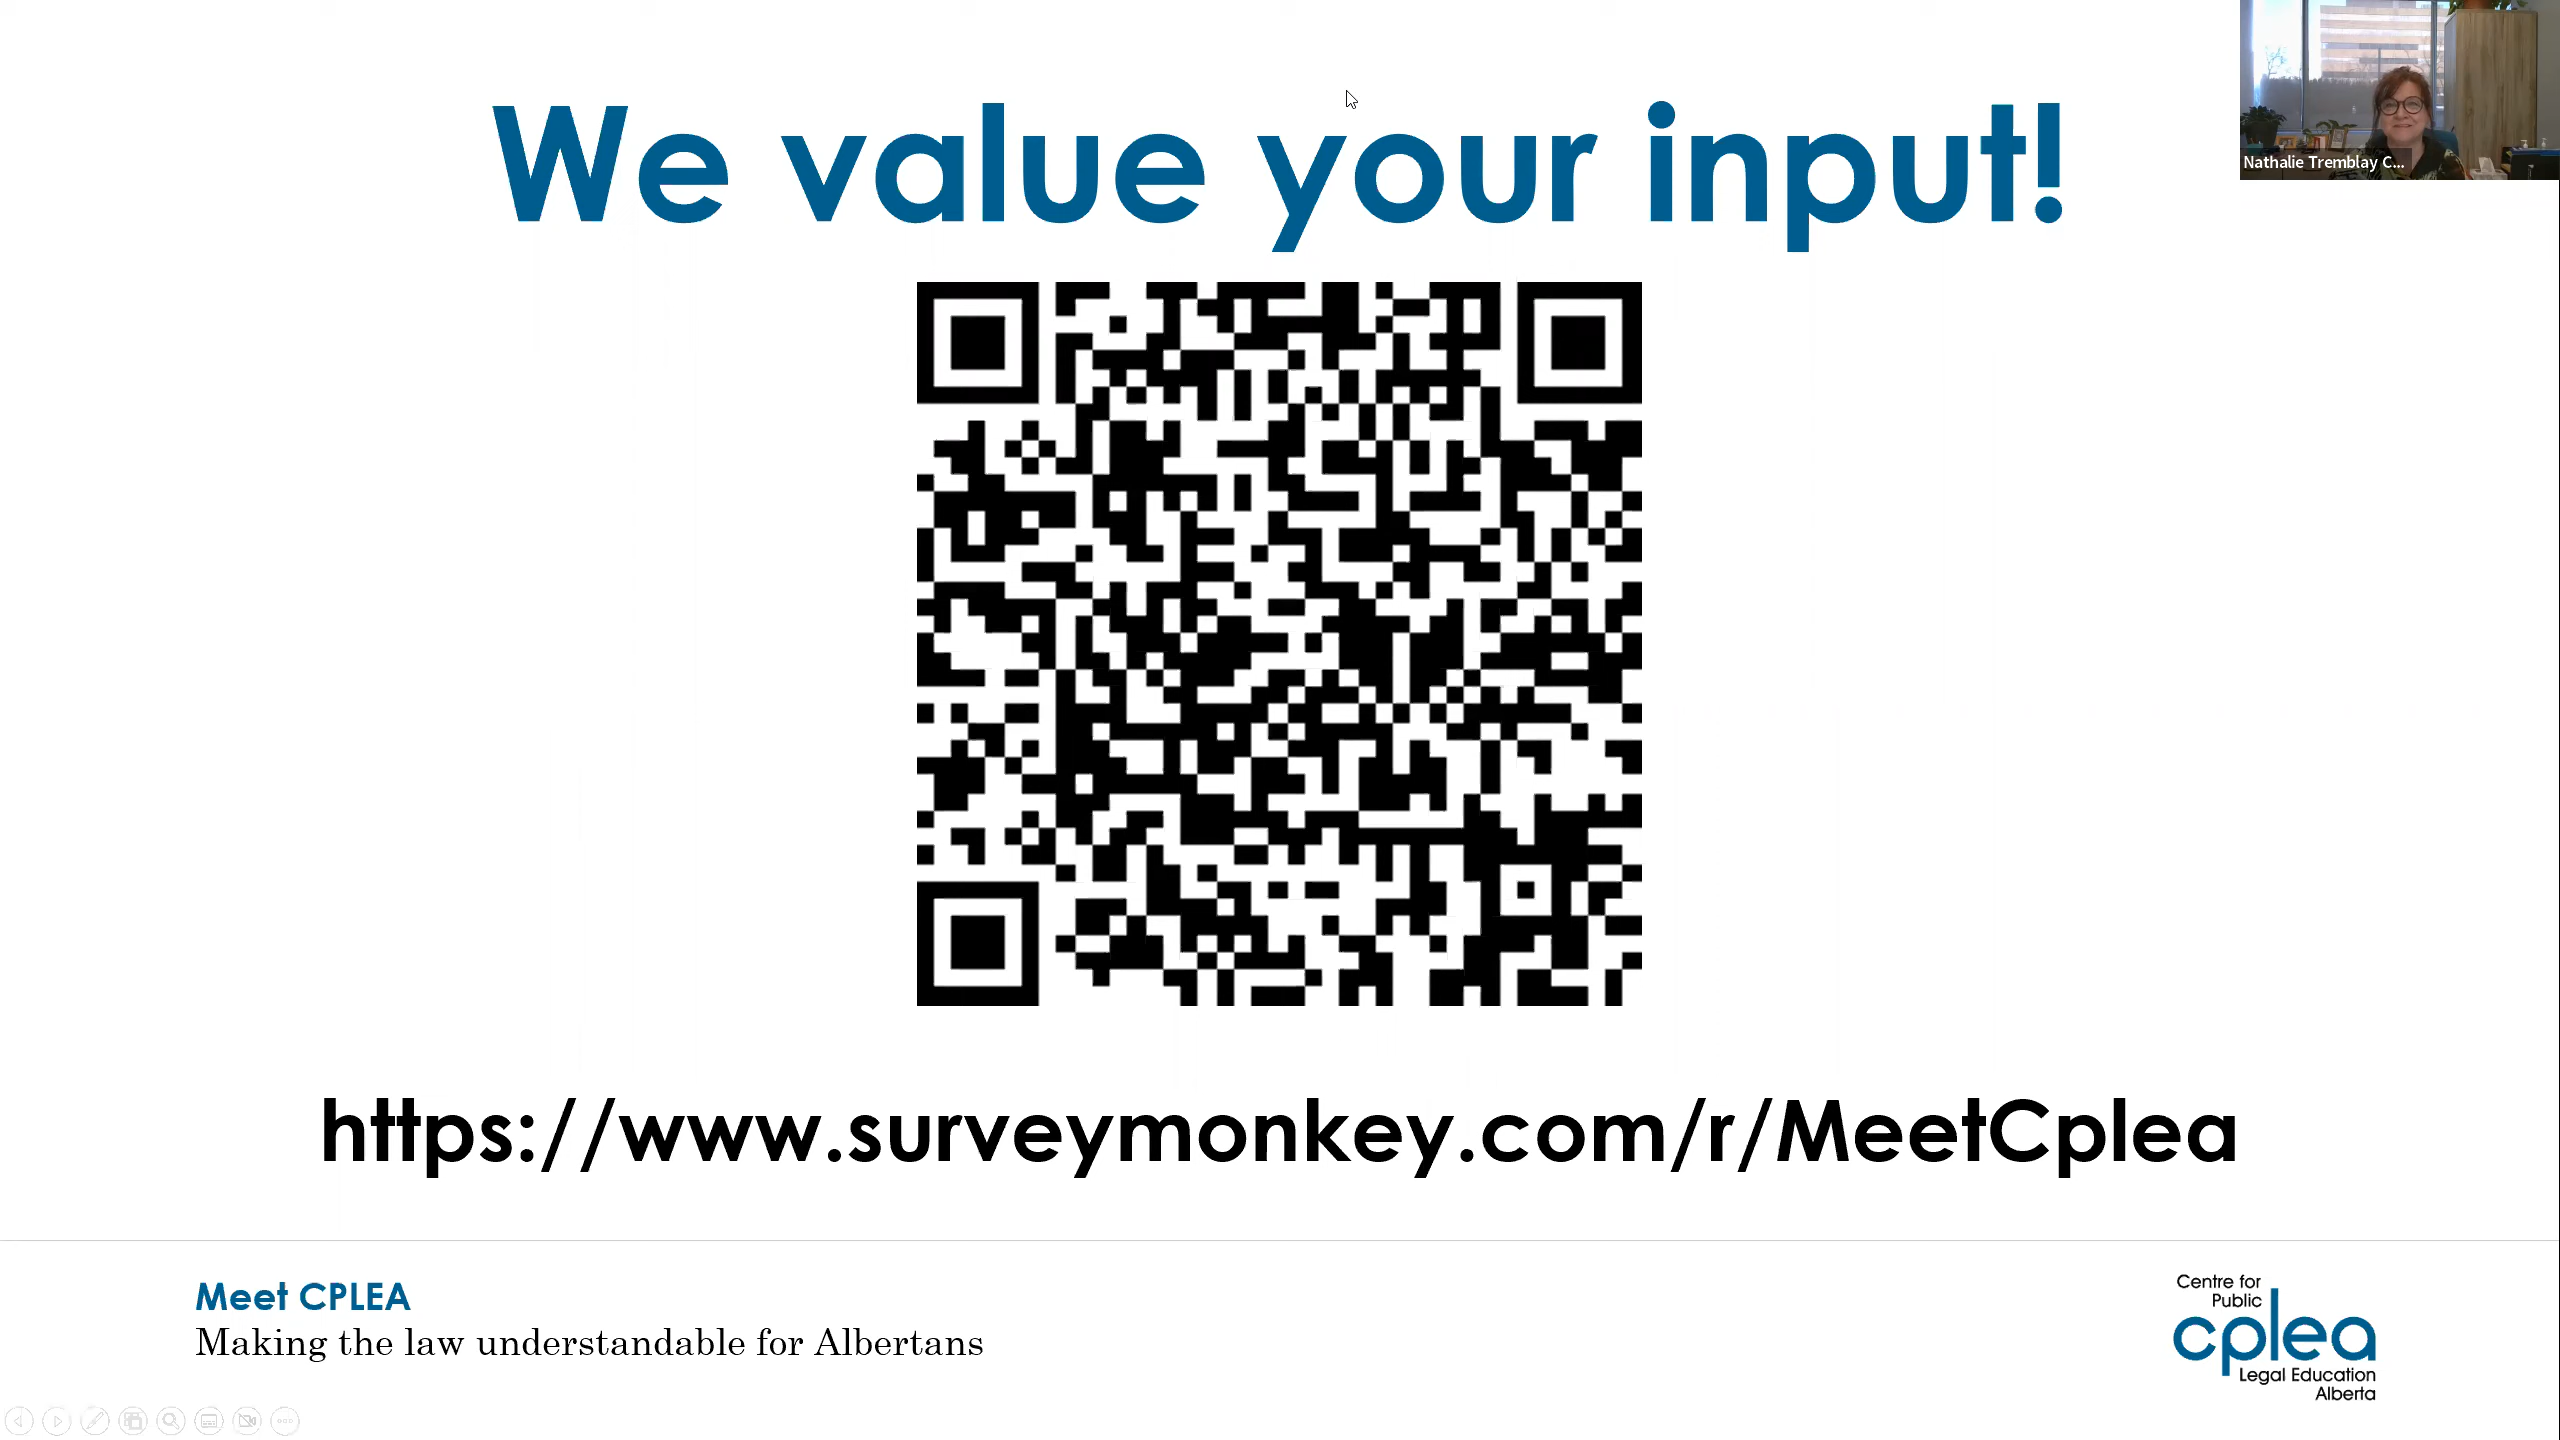 We value your input!
Nathalie Tremblay C...
https://www.surveymonkey.com/r/MeetCplea
Meet CPLEA
Making the law understandable for Albertans
Centre for
Public
cplea
Legal Education
Alberta